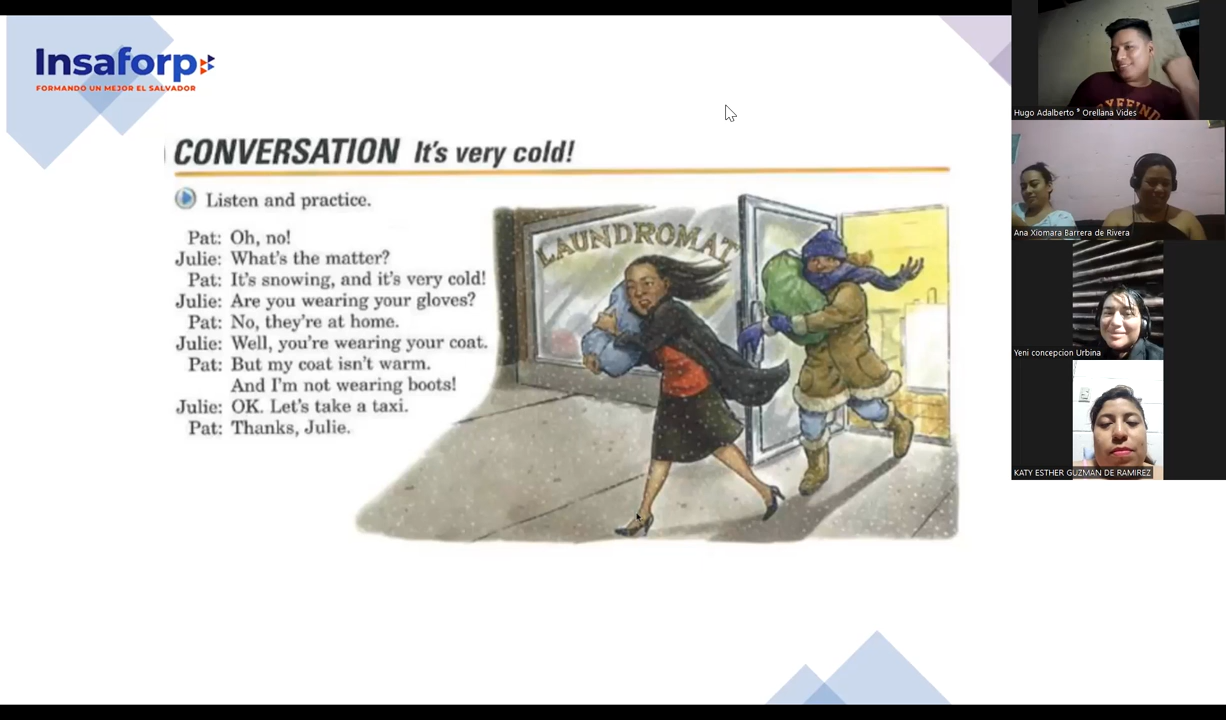 Insaforp
FORMANDO UN MEJOR EL SALVADOR
CONVERSATION It's very cold!
Listen and practice.
Pat: Oh, no!
Julie: What's the matter?
Pat: It's snowing, and it's very cold!
Julie: Are you wearing your gloves?
Pat: No, they're at home.
Julie: Well, you're wearing your coat.
Pat: But my coat isn't warm.
And I'm not wearing boots!
Julie: OK. Let's take a taxi.
Pat: Thanks, Julie.
LAUNDROMAT
Hugo Adalberto * Orellana Vides
Ana Xiomara Barrera de Rivera
Yeni concepcion Urbina
KATY ESTHER GUZMAN DE RAMIREZ